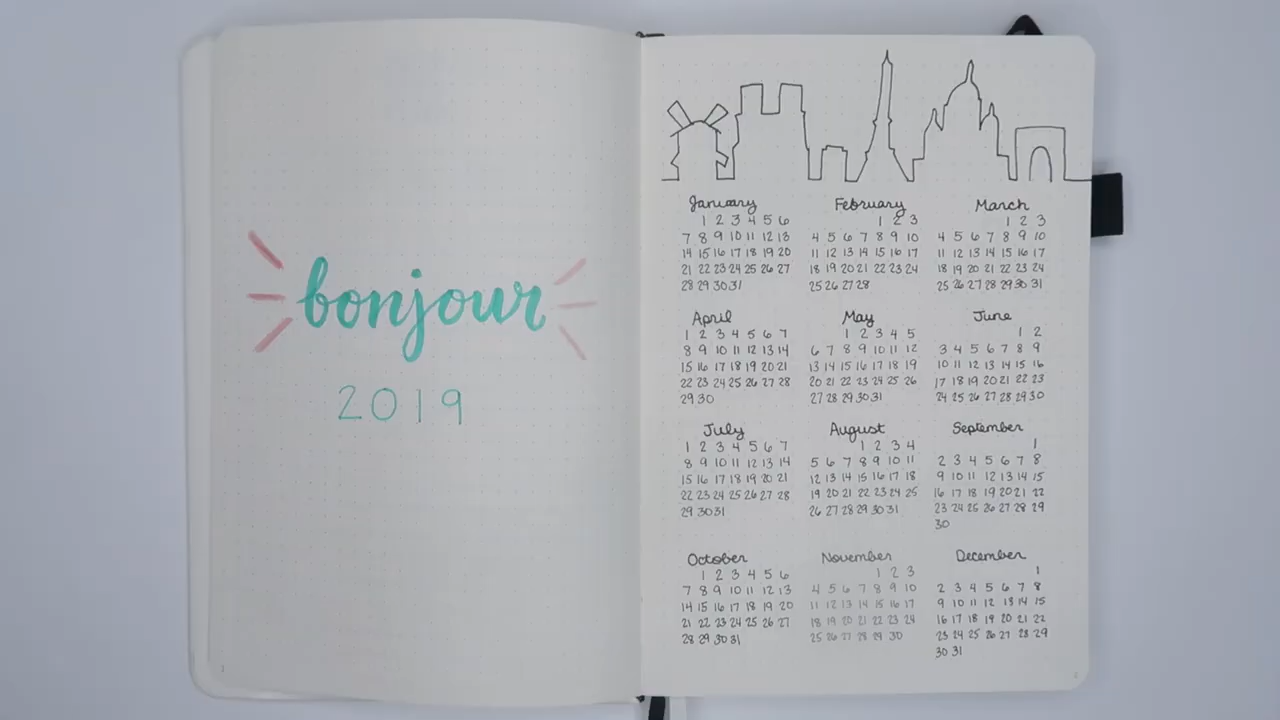 bonjour
2019
January February March
1 2 3 4 5 6 1 2 3 1 2 3
7 8 9 10 11 12 13 4 5 6 7 8 9 10 4 5 6 7 8 9 10
14 15 16 17 18 19 20 11 12 13 14 15 16 17 11 12 13 14 15 16 17
21 22 23 24 25 26 27 18 19 20 21 22 23 24 18 19 20 21 22 23 24
28 29 30 31 25 26 27 28 25 26 27 28 29 30 31
April May June
1 2 3 4 5 6 7 1 2 3 4 5 1 2
8 9 10 11 12 13 14 6 7 8 9 10 11 12 3 4 5 6 7 8 9
15 16 17 18 19 20 21 13 14 15 16 17 18 19 10 11 12 13 14 15 16
22 23 24 25 26 27 28 20 21 22 23 24 25 26 17 18 19 20 21 22 23
29 30 27 28 29 30 31 24 25 26 27 28 29 30
July August September
1 2 3 4 5 6 7 1 2 3 4 1
8 9 10 11 12 13 14 5 6 7 8 9 10 11 2 3 4 5 6 7 8
15 16 17 18 19 20 21 12 13 14 15 16 17 18 9 10 11 12 13 14 15
22 23 24 25 26 27 28 19 20 21 22 23 24 25 16 17 18 19 20 21 22
29 30 31 26 27 28 29 30 31 23 24 25 26 27 28 29
30
October November December
1 2 3 4 5 6 1 2 3 1
7 8 9 10 11 12 13 4 5 6 7 8 9 10 2 3 4 5 6 7 8
14 15 16 17 18 19 20 11 12 13 14 15 16 17 9 10 11 12 13 14 15
21 22 23 24 25 26 27 18 19 20 21 22 23 24 16 17 18 19 20 21 22
28 29 30 31 25 26 27 28 29 30 23 24 25 26 27 28 29
30 31